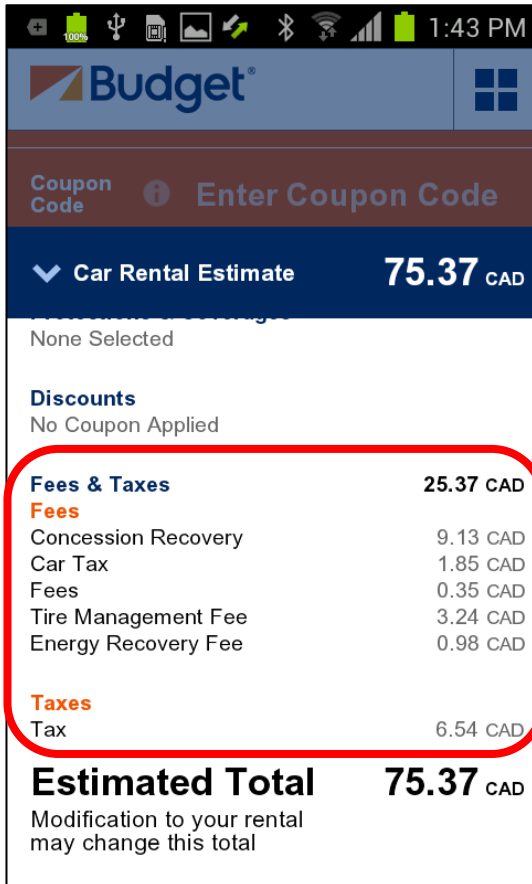 100%
1:43 PM
Budget®
Coupon Code
Enter Coupon Code
Car Rental Estimate 75.37 CAD
None Selected
Discounts
No Coupon Applied
Fees & Taxes 25.37 CAD
Fees
Concession Recovery 9.13 CAD
Car Tax 1.85 CAD
Fees 0.35 CAD
Tire Management Fee 3.24 CAD
Energy Recovery Fee 0.98 CAD
Taxes
Tax 6.54 CAD
Estimated Total 75.37 CAD
Modification to your rental
may change this total